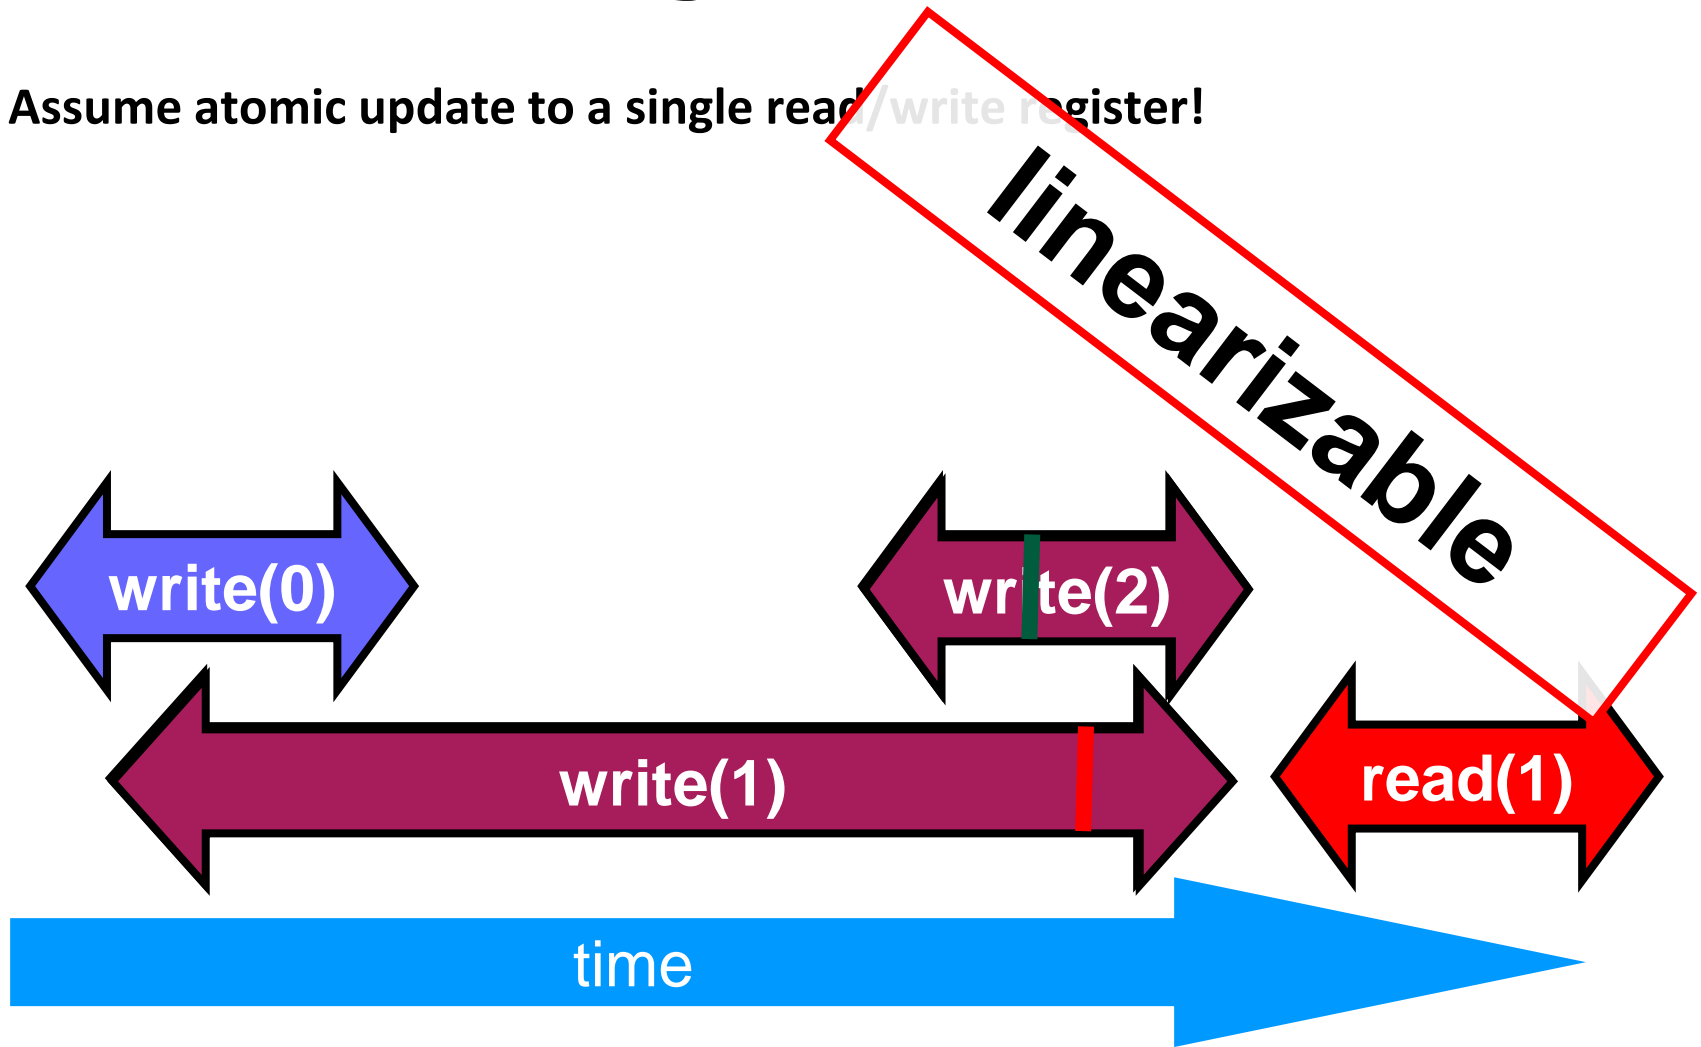 Assume atomic update to a single read/write register!
linearizable
write(0)
write(2)
write(1)
read(1)
time